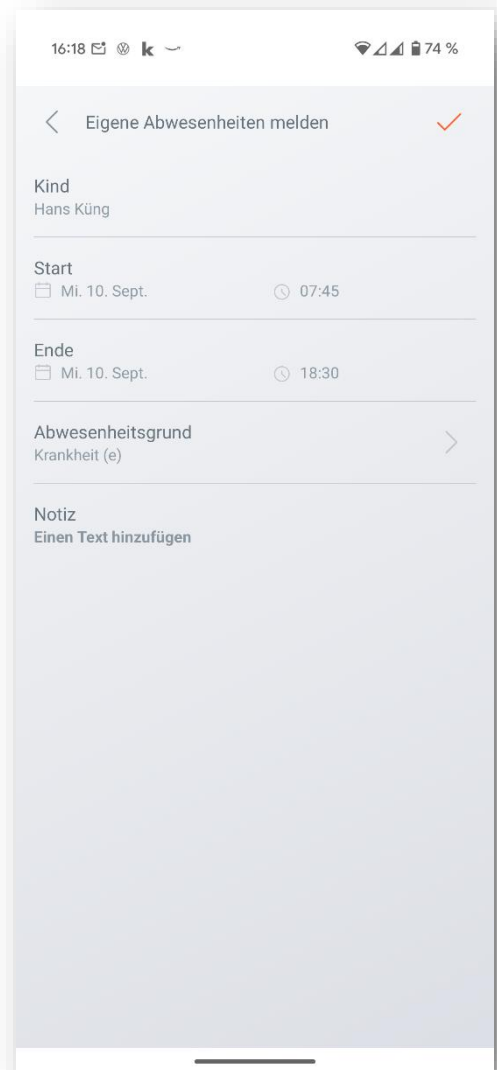 16:18 k 74 %
Eigene Abwesenheiten melden
Kind
Hans Küng
Start
Mi. 10. Sept. 07:45
Ende
Mi. 10. Sept. 18:30
Abwesenheitsgrund
Krankheit (e)
Notiz
Einen Text hinzufügen